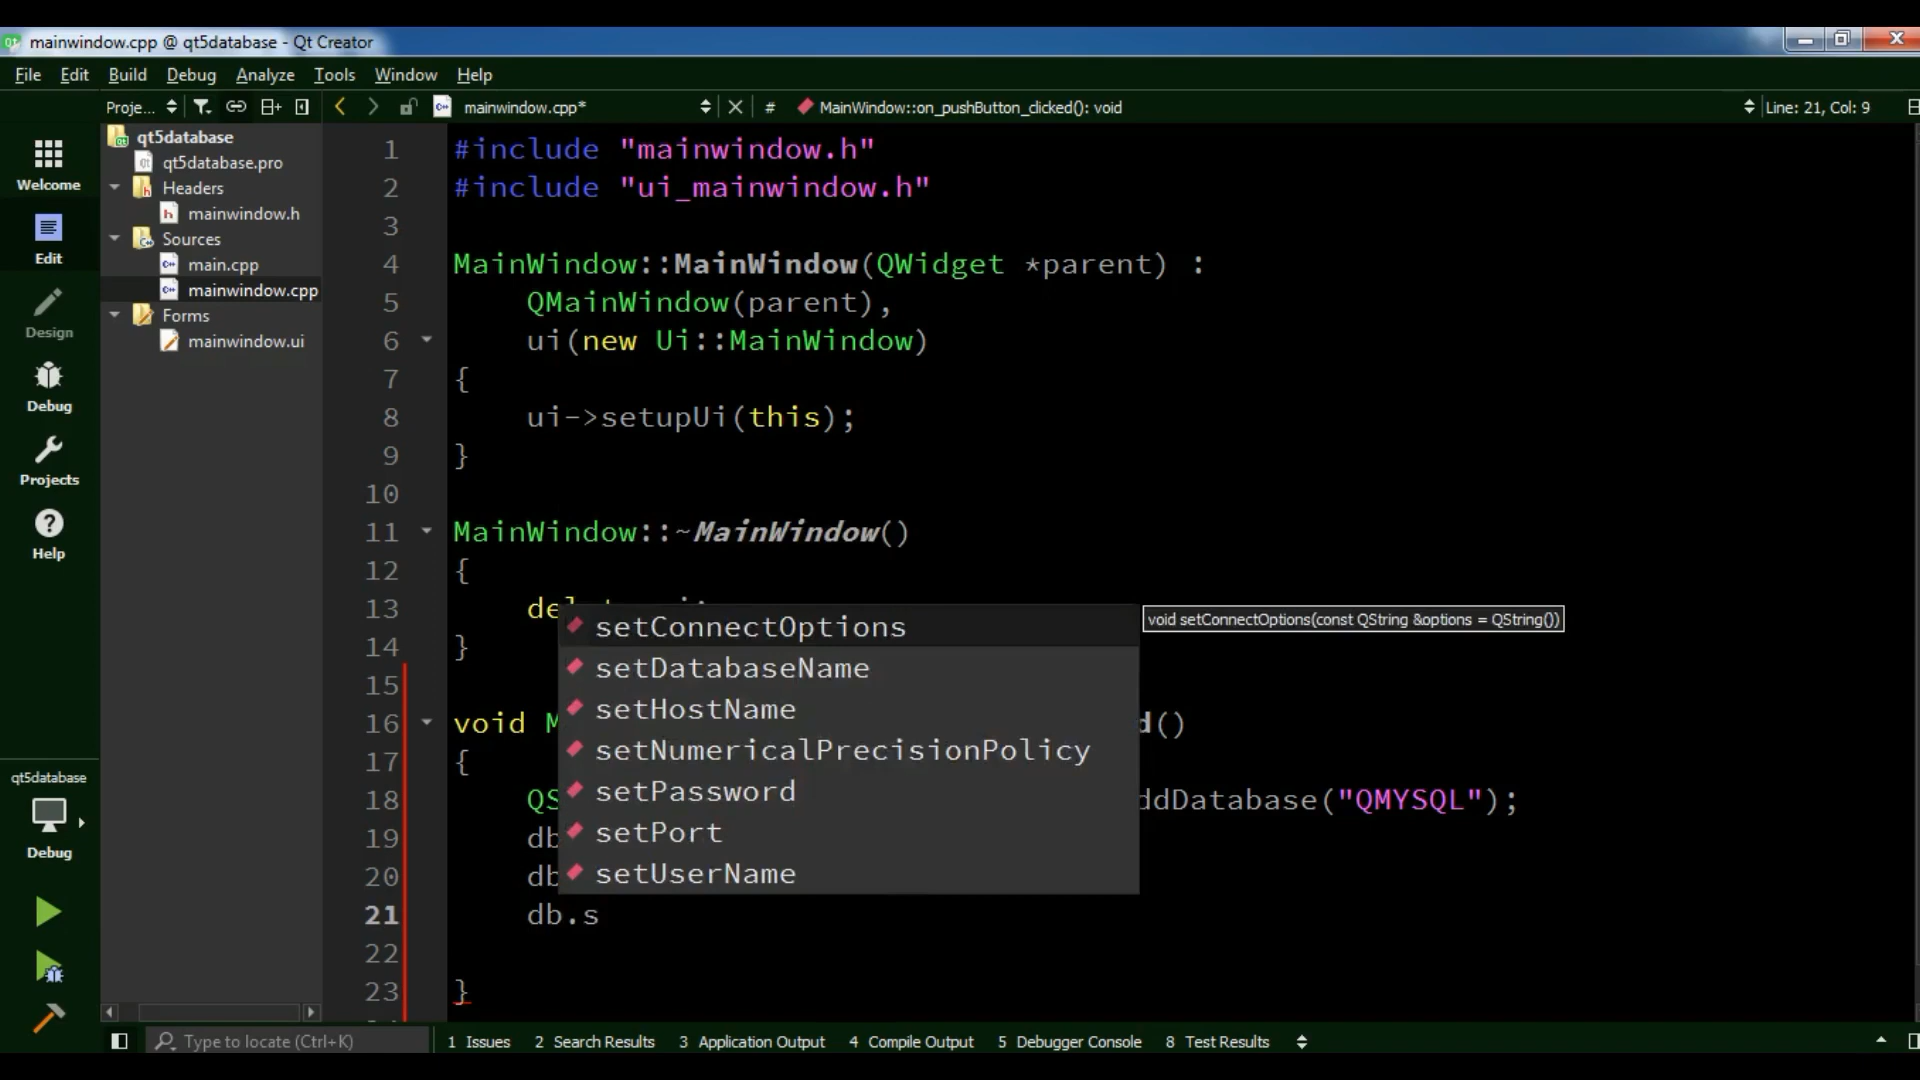 mainwindow.cpp @ qt5database - Qt Creator
File Edit Build Debug Analyze Tools Window Help
Proje... mainwindow.cpp* # MainWindow::on_pushButton_clicked(): void Line: 21, Col: 9
Welcome
Edit
Design
Debug
Projects
Help
qt5database
Debug
qt5database
qt5database.pro
Headers
mainwindow.h
Sources
main.cpp
mainwindow.cpp
Forms
mainwindow.ui
1 #include "mainwindow.h"
2 #include "ui_mainwindow.h"
3
4 MainWindow::MainWindow(QWidget *parent) :
5 QMainWindow(parent),
6 ui(new Ui::MainWindow)
7 {
8 ui->setupUi(this);
9 }
10
11 MainWindow::~MainWindow()
12 {
13 de
14 }
15
16 void M d()
17 {
18 QS ddDatabase("QMYSQL");
19 db
20 db
21 db.s
22
23 }
setConnectOptions
setDatabaseName
setHostName
setNumericalPrecisionPolicy
setPassword
setPort
setUserName
void setConnectOptions(const QString &options = QString())
Type to locate (Ctrl+K) 1 Issues 2 Search Results 3 Application Output 4 Compile Output 5 Debugger Console 8 Test Results